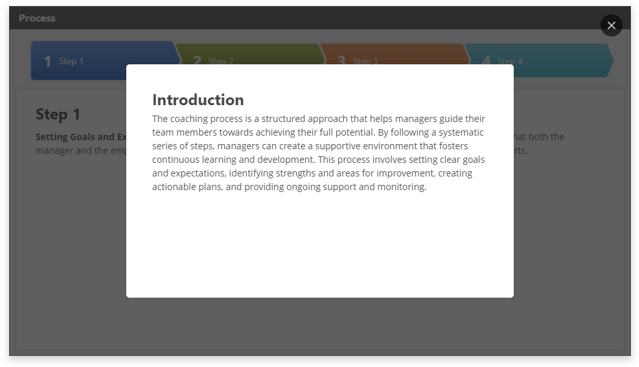 Process
1 Step 1
2 Step 2
3 Step 3
4 Step 4
Introduction
The coaching process is a structured approach that helps managers guide their
team members towards achieving their full potential. By following a systematic
series of steps, managers can create a supportive environment that fosters
continuous learning and development. This process involves setting clear goals
and expectations, identifying strengths and areas for improvement, creating
actionable plans, and providing ongoing support and monitoring.
Step 1
Setting Goals and Ex
hat both the
manager and the emp
rts.